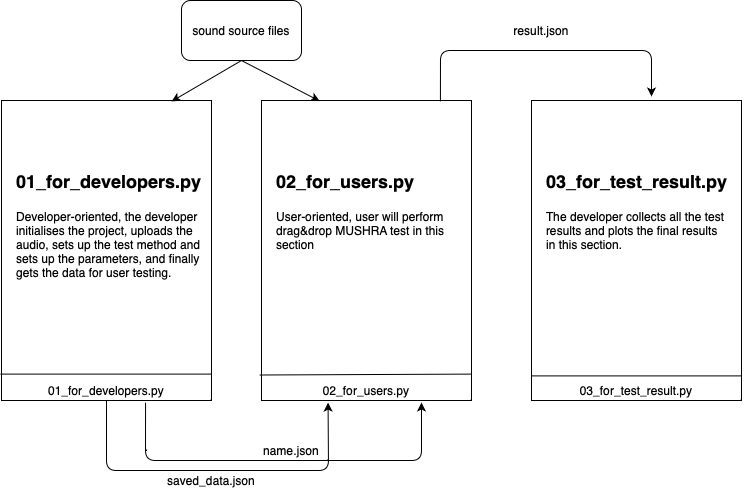 sound source files
result.json
01_for_developers.py
Developer-oriented, the developer
initialises the project, uploads the
audio, sets up the test method and
sets up the parameters, and finally
gets the data for user testing.
01_for_developers.py
02_for_users.py
User-oriented, user will perform
drag&drop MUSHRA test in this
section
02_for_users.py
03_for_test_result.py
The developer collects all the test
results and plots the final results
in this section.
03_for_test_result.py
name.json
saved_data.json